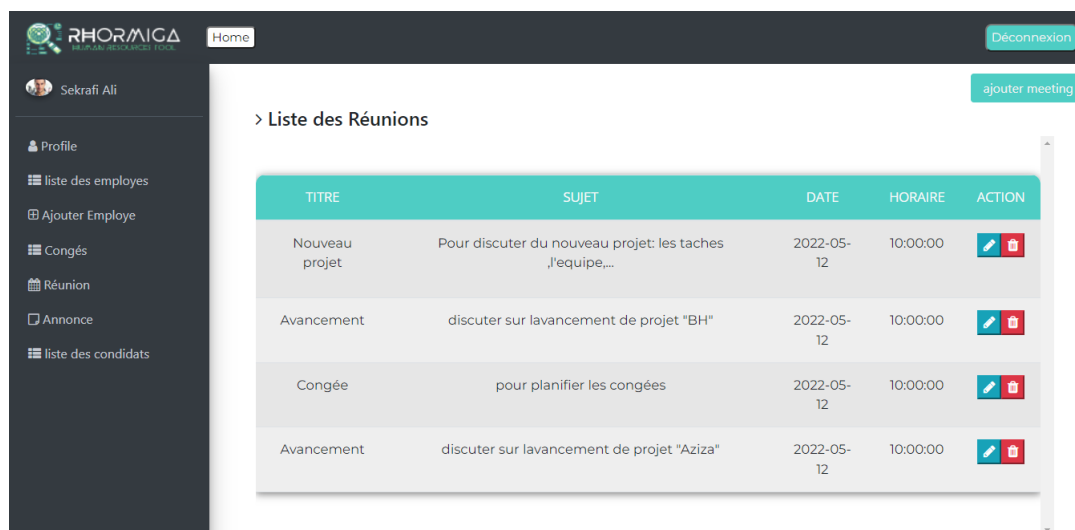 RHORMIGA
HUMAN RESOURCES TOOL
Home
Déconnexion
Sekrafi Ali
ajouter meeting
> Liste des Réunions
Profile
liste des employes
Ajouter Employe
Congés
Réunion
Annonce
liste des condidats
TITRE SUJET DATE HORAIRE ACTION
Nouveau Pour discuter du nouveau projet: les taches 2022-05- 10:00:00
projet ,l'equipe,... 12
Avancement discuter sur lavancement de projet "BH" 2022-05- 10:00:00
12
Congée pour planifier les congées 2022-05- 10:00:00
12
Avancement discuter sur lavancement de projet "Aziza" 2022-05- 10:00:00
12